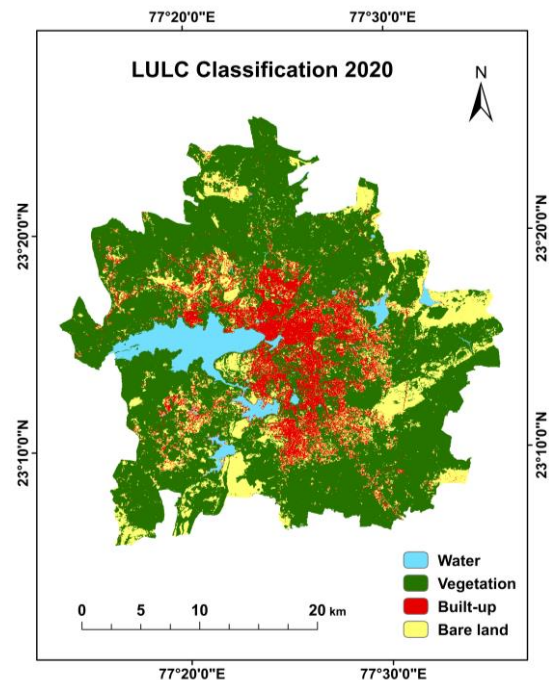 77°20'0"E 77°30'0"E
LULC Classification 2020
N
23°20'0"N 23°20'0"N
23°10'0"N 23°10'0"N
Water
Vegetation
Built-up
Bare land
0 5 10 20 km
77°20'0"E 77°30'0"E